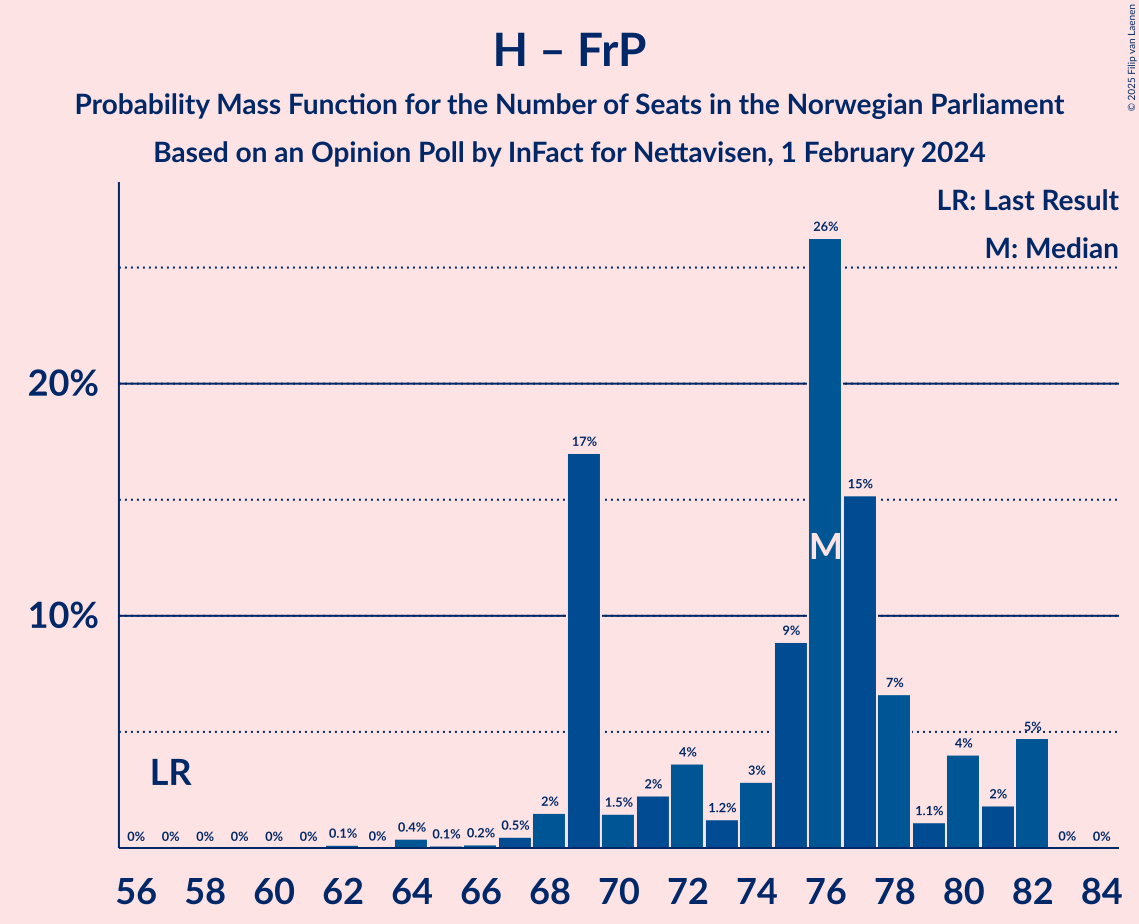 H – FrP
Probability Mass Function for the Number of Seats in the Norwegian Parliament
Based on an Opinion Poll by InFact for Nettavisen, 1 February 2024
© 2025 Filip van Laenen
LR: Last Result
M: Median
20%
10%
0% 0% 0% 0% 0% 0% 0.1% 0% 0.4% 0.1% 0.2% 0.5% 2% 17% 1.5% 2% 4% 1.2% 3% 9% 26% 15% 7% 1.1% 4% 2% 5% 0% 0%
LR
M
56 58 60 62 64 66 68 70 72 74 76 78 80 82 84